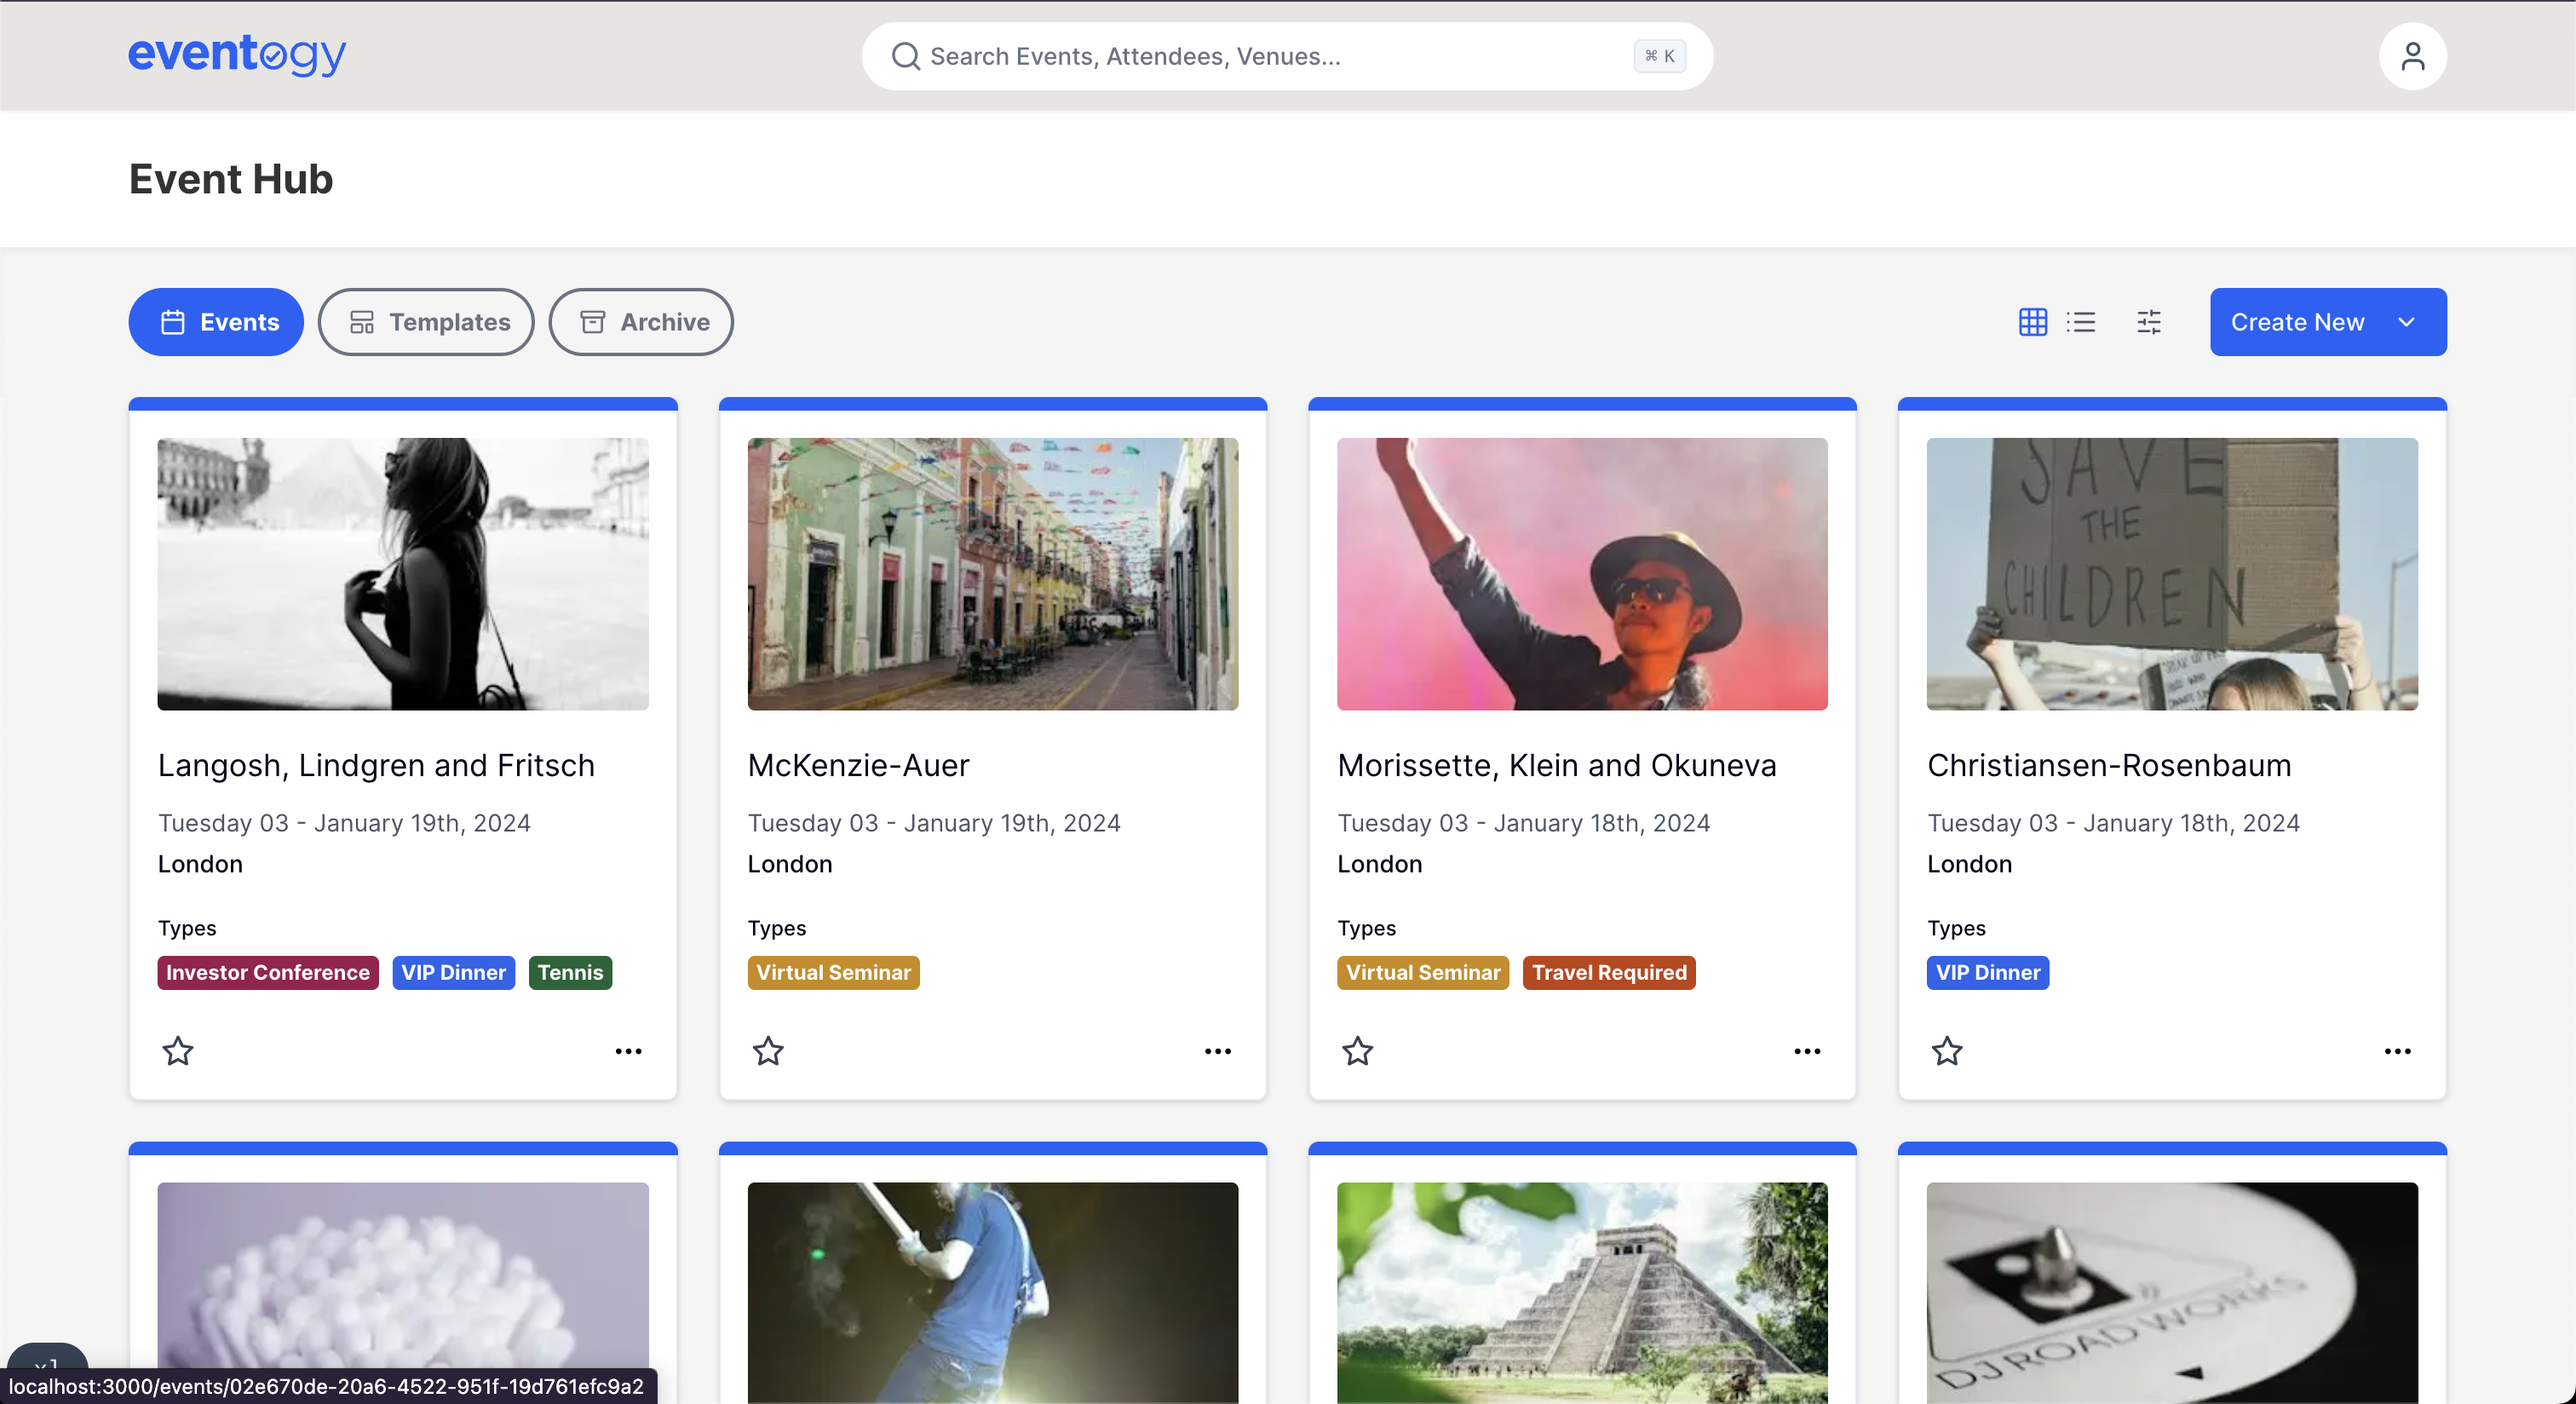 eventogy
Search Events, Attendees, Venues...
⌘ K
Event Hub
Events
Templates
Archive
Create New
SAVE
THE
CHILDREN
Langosh, Lindgren and Fritsch
Tuesday 03 - January 19th, 2024
London
Types
Investor Conference
VIP Dinner
Tennis
McKenzie-Auer
Tuesday 03 - January 19th, 2024
London
Types
Virtual Seminar
Morissette, Klein and Okuneva
Tuesday 03 - January 18th, 2024
London
Types
Virtual Seminar
Travel Required
Christiansen-Rosenbaum
Tuesday 03 - January 18th, 2024
London
Types
VIP Dinner
DJ ROAD WORKS
localhost:3000/events/02e670de-20a6-4522-951f-19d761efc9a2